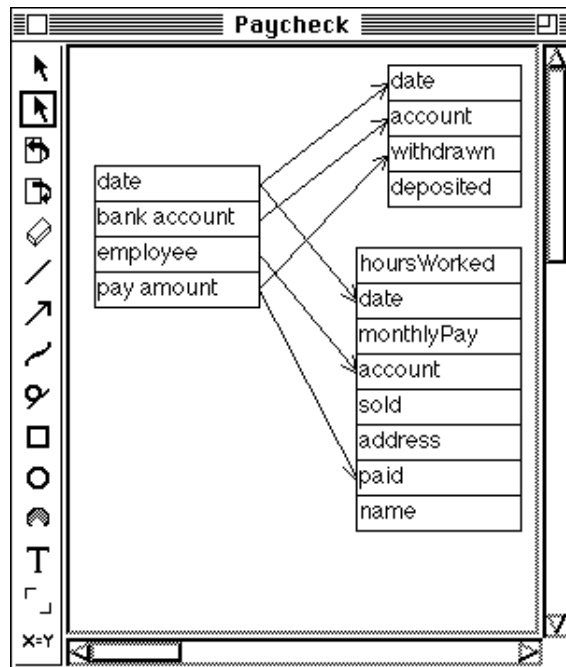 Paycheck
date
bank account
employee
pay amount
date
account
withdrawn
deposited
hoursWorked
date
monthlyPay
account
sold
address
paid
name
T
X=Y